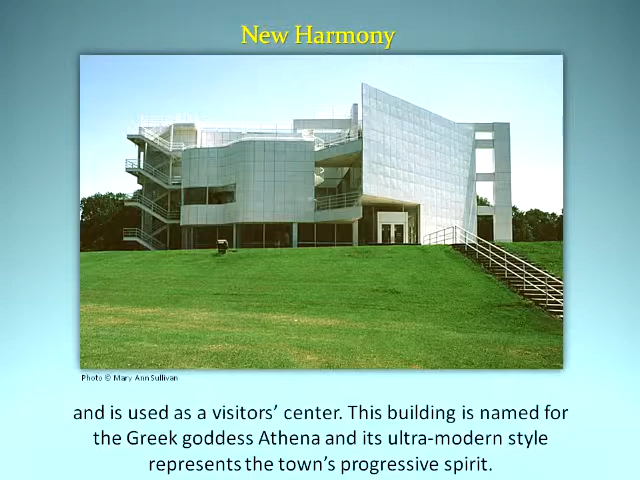 New Harmony
Photo © Mary Ann Sullivan
and is used as a visitors’ center. This building is named for
the Greek goddess Athena and its ultra-modern style
represents the town’s progressive spirit.